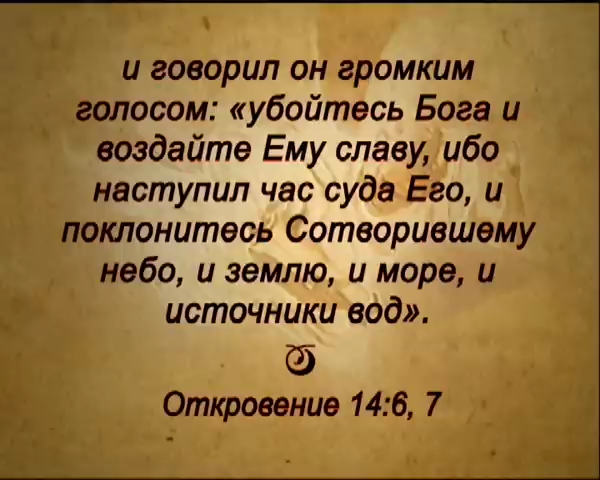 и говорил он громким
голосом: «убойтесь Бога и
воздайте Ему славу, ибо
наступил час суда Его, и
поклонитесь Сотворившему
небо, и землю, и море, и
источники вод».
Откровение 14:6, 7